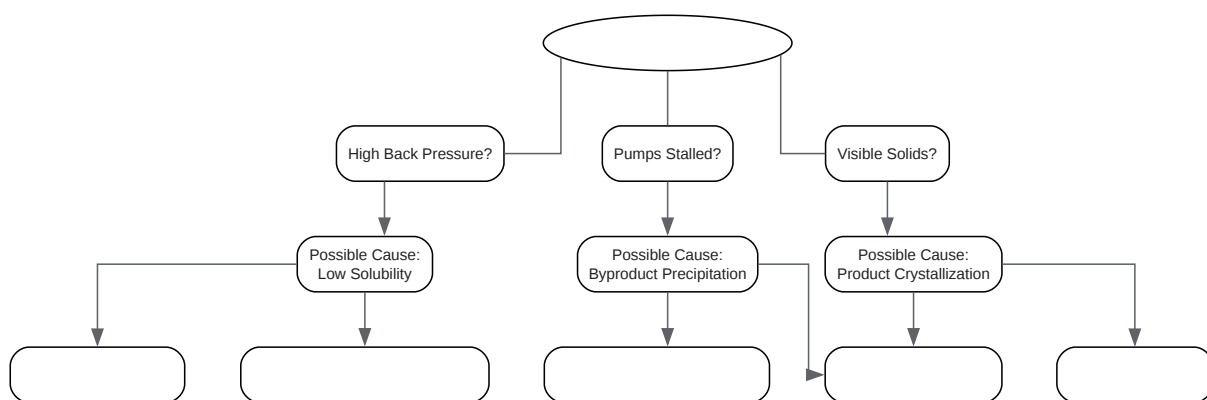 High Back Pressure?
Pumps Stalled?
Visible Solids?
Possible Cause:
Low Solubility
Possible Cause:
Byproduct Precipitation
Possible Cause:
Product Crystallization